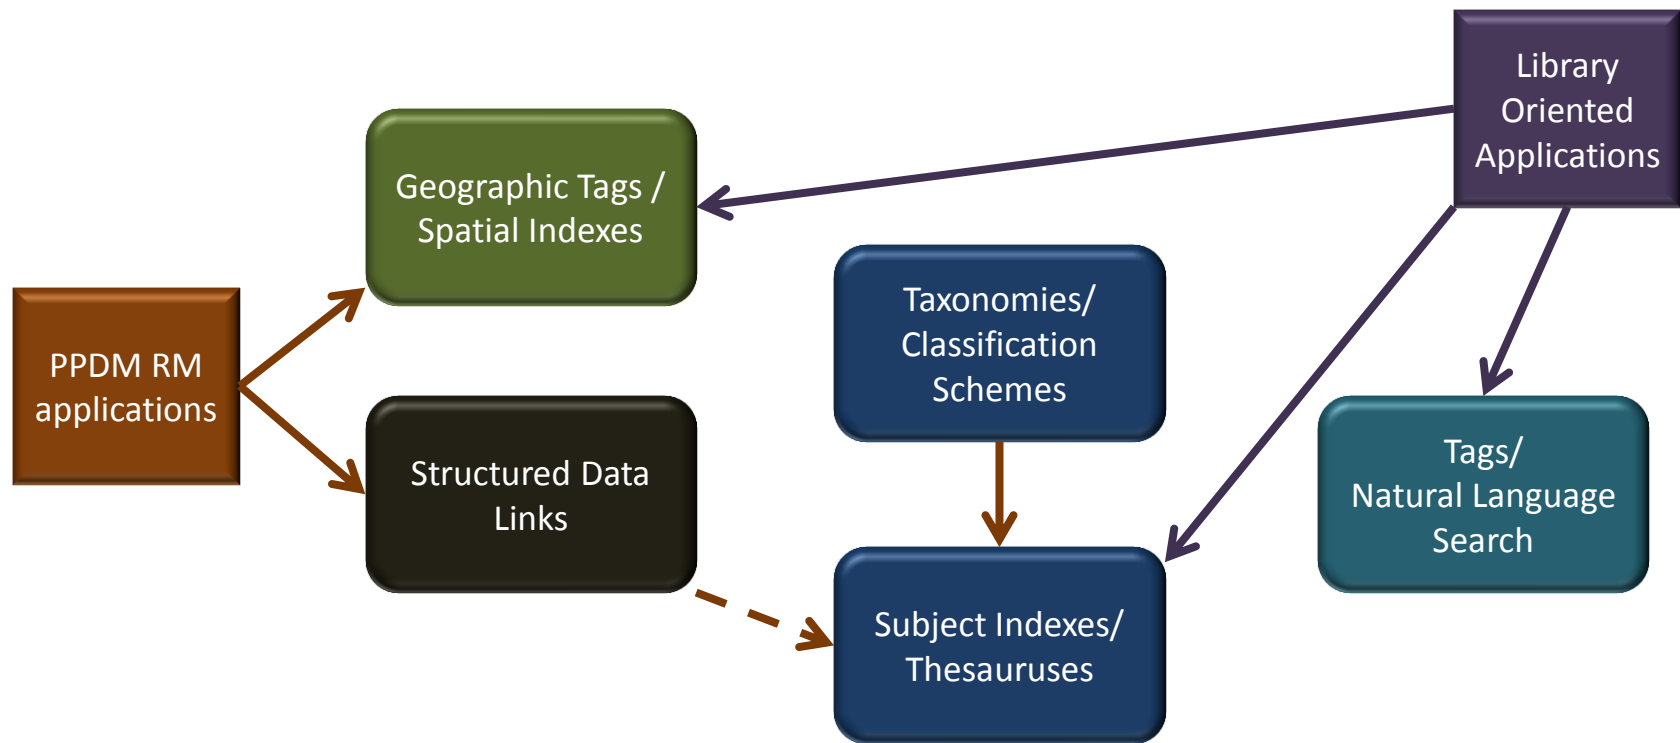 Library
Oriented
Applications
Geographic Tags /
Spatial Indexes
Taxonomies/
Classification
Schemes
PPDM RM
applications
Structured Data
Links
Tags/
Natural Language
Search
Subject Indexes/
Thesauruses